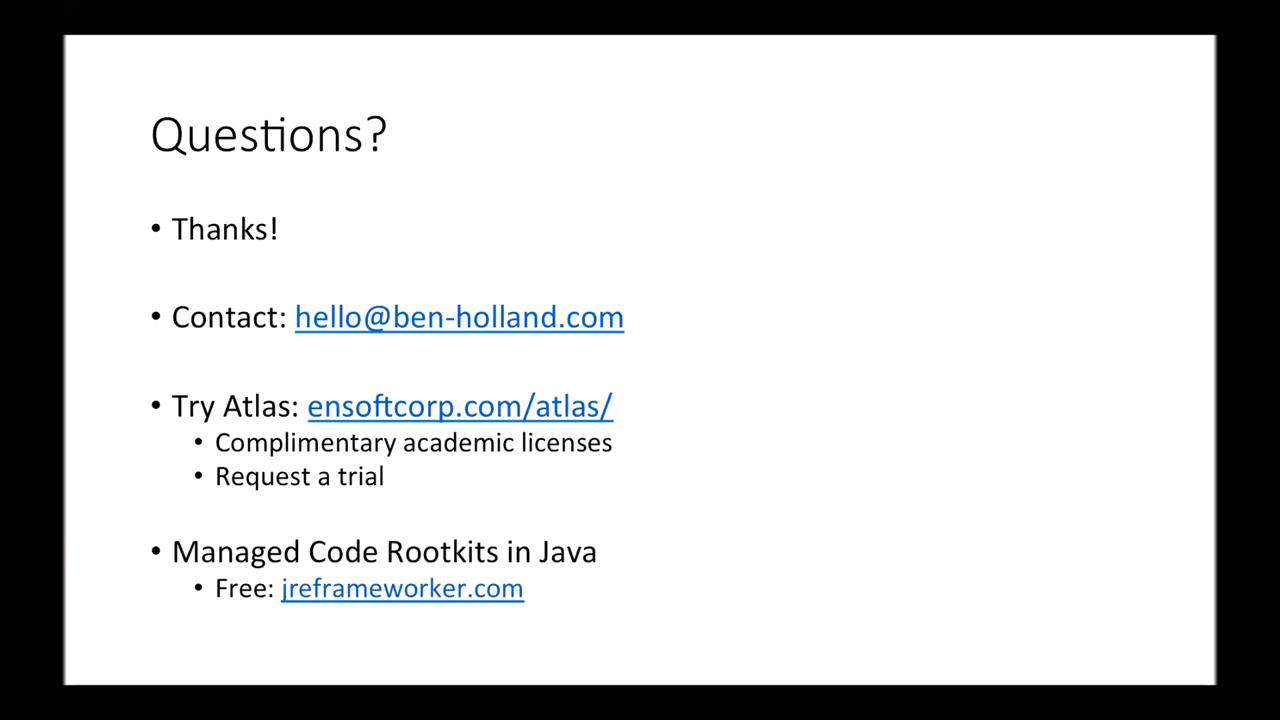 Questions?
• Thanks!
• Contact: hello@ben-holland.com
• Try Atlas: ensoftcorp.com/atlas/
• Complimentary academic licenses
• Request a trial
• Managed Code Rootkits in Java
• Free: jreframeworker.com